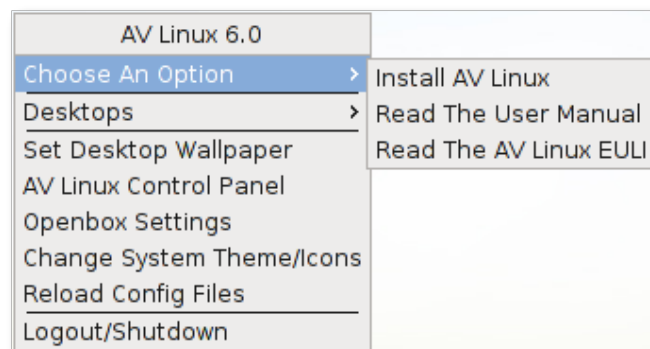 AV Linux 6.0
Choose An Option
Install AV Linux
Desktops
Read The User Manual
Set Desktop Wallpaper
Read The AV Linux EULI
AV Linux Control Panel
Openbox Settings
Change System Theme/Icons
Reload Config Files
Logout/Shutdown